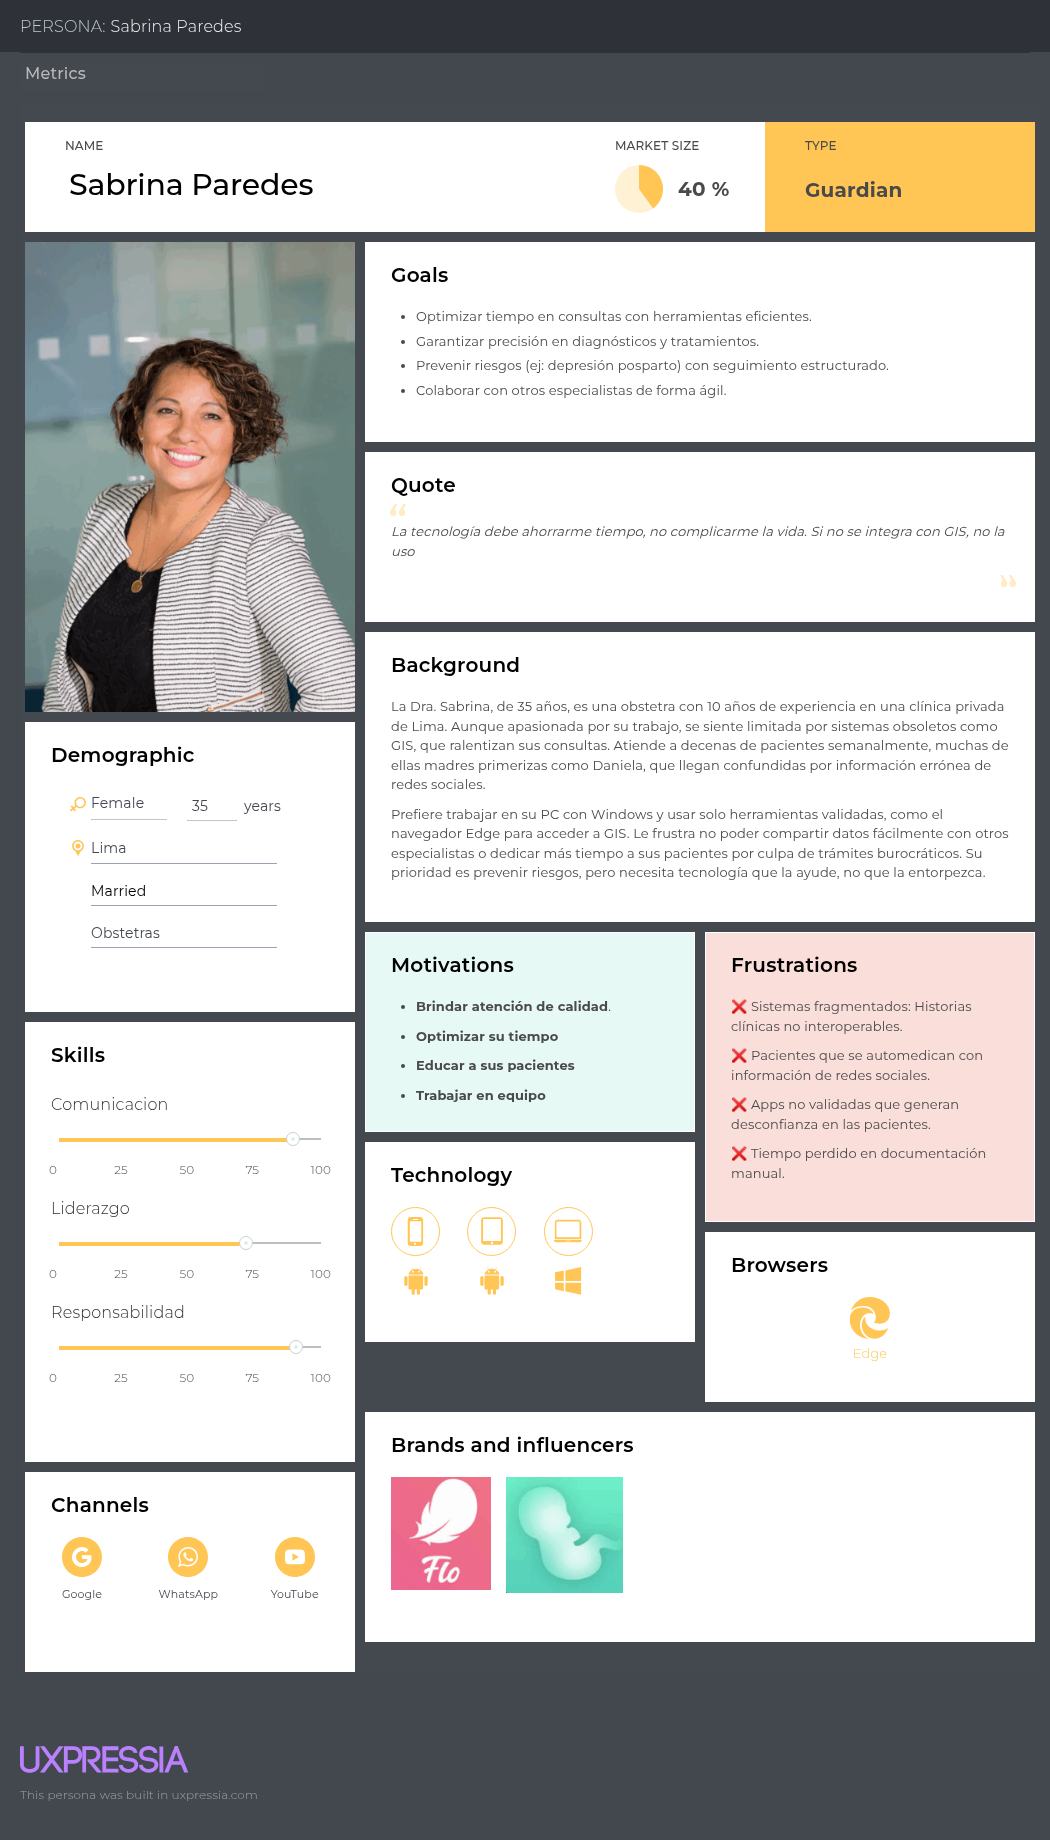 PERSONA: Sabrina Paredes
Metrics
NAME
Sabrina Paredes
MARKET SIZE
40 %
TYPE
Guardian
Goals
• Optimizar tiempo en consultas con herramientas eficientes.
• Garantizar precisión en diagnósticos y tratamientos.
• Prevenir riesgos (ej: depresión posparto) con seguimiento estructurado.
• Colaborar con otros especialistas de forma ágil.
Quote
“
La tecnología debe ahorrarme tiempo, no complicarme la vida. Si no se integra con GIS, no la
uso
”
Background
La Dra. Sabrina, de 35 años, es una obstetra con 10 años de experiencia en una clínica privada
de Lima. Aunque apasionada por su trabajo, se siente limitada por sistemas obsoletos como
GIS, que ralentizan sus consultas. Atiende a decenas de pacientes semanalmente, muchas de
ellas madres primerizas como Daniela, que llegan confundidas por información errónea de
redes sociales.
Prefiere trabajar en su PC con Windows y usar solo herramientas validadas, como el
navegador Edge para acceder a GIS. Le frustra no poder compartir datos fácilmente con otros
especialistas o dedicar más tiempo a sus pacientes por culpa de trámites burocráticos. Su
prioridad es prevenir riesgos, pero necesita tecnología que la ayude, no que la entorpezca.
Demographic
Female 35 years
Lima
Married
Obstetras
Skills
Comunicacion
0 25 50 75 100
Liderazgo
0 25 50 75 100
Responsabilidad
0 25 50 75 100
Channels
Google WhatsApp YouTube
Motivations
• Brindar atención de calidad.
• Optimizar su tiempo
• Educar a sus pacientes
• Trabajar en equipo
Frustrations
❌ Sistemas fragmentados: Historias
clínicas no interoperables.
❌ Pacientes que se automedican con
información de redes sociales.
❌ Apps no validadas que generan
desconfianza en las pacientes.
❌ Tiempo perdido en documentación
manual.
Technology
Browsers
Edge
Brands and influencers
Flo
UXPRESSIA
This persona was built in uxpressia.com